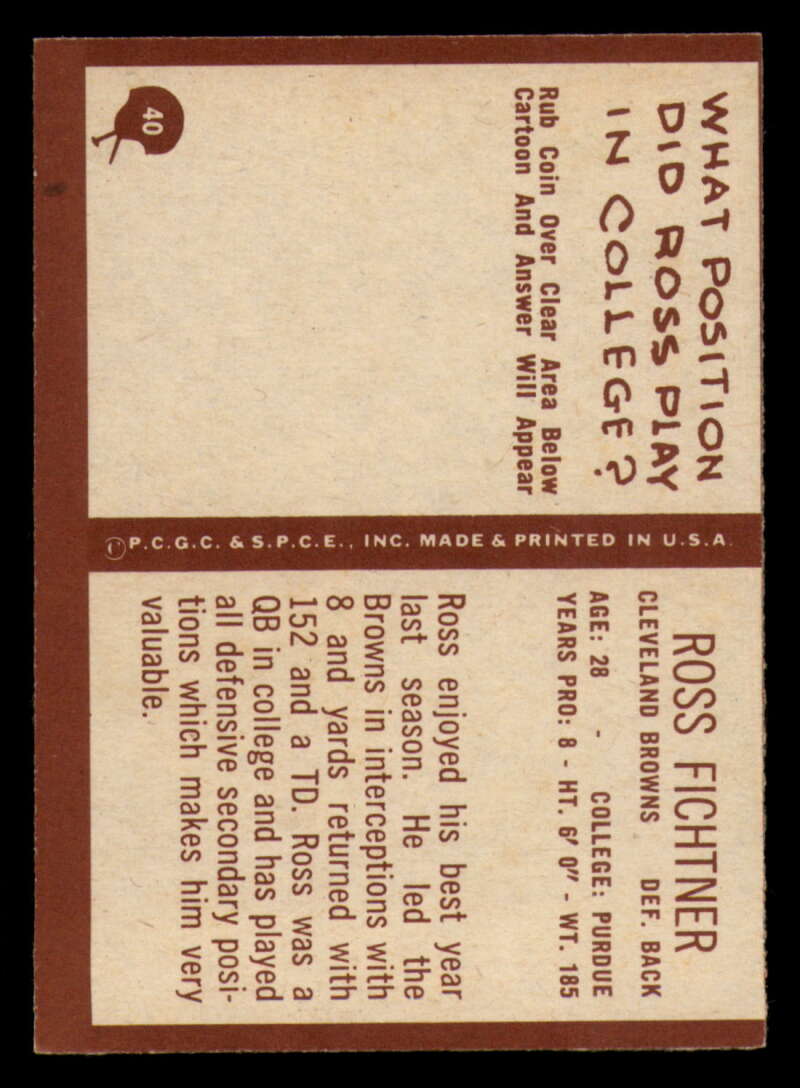 WHAT POSITION
DID ROSS PLAY
IN COLLEGE?
Rub Coin Over Clear Area Below
Cartoon And Answer Will Appear
40
© P.C.G.C. & S.P.C.E., INC. MADE & PRINTED IN U.S.A.
ROSS FICHTNER
CLEVELAND BROWNS DEF. BACK
AGE: 28 - COLLEGE: PURDUE
YEARS PRO: 8 - HT. 6' 0" - WT. 185
Ross enjoyed his best year
last season. He led the
Browns in interceptions with
8 and yards returned with
152 and a TD. Ross was a
QB in college and has played
all defensive secondary posi-
tions which makes him very
valuable.